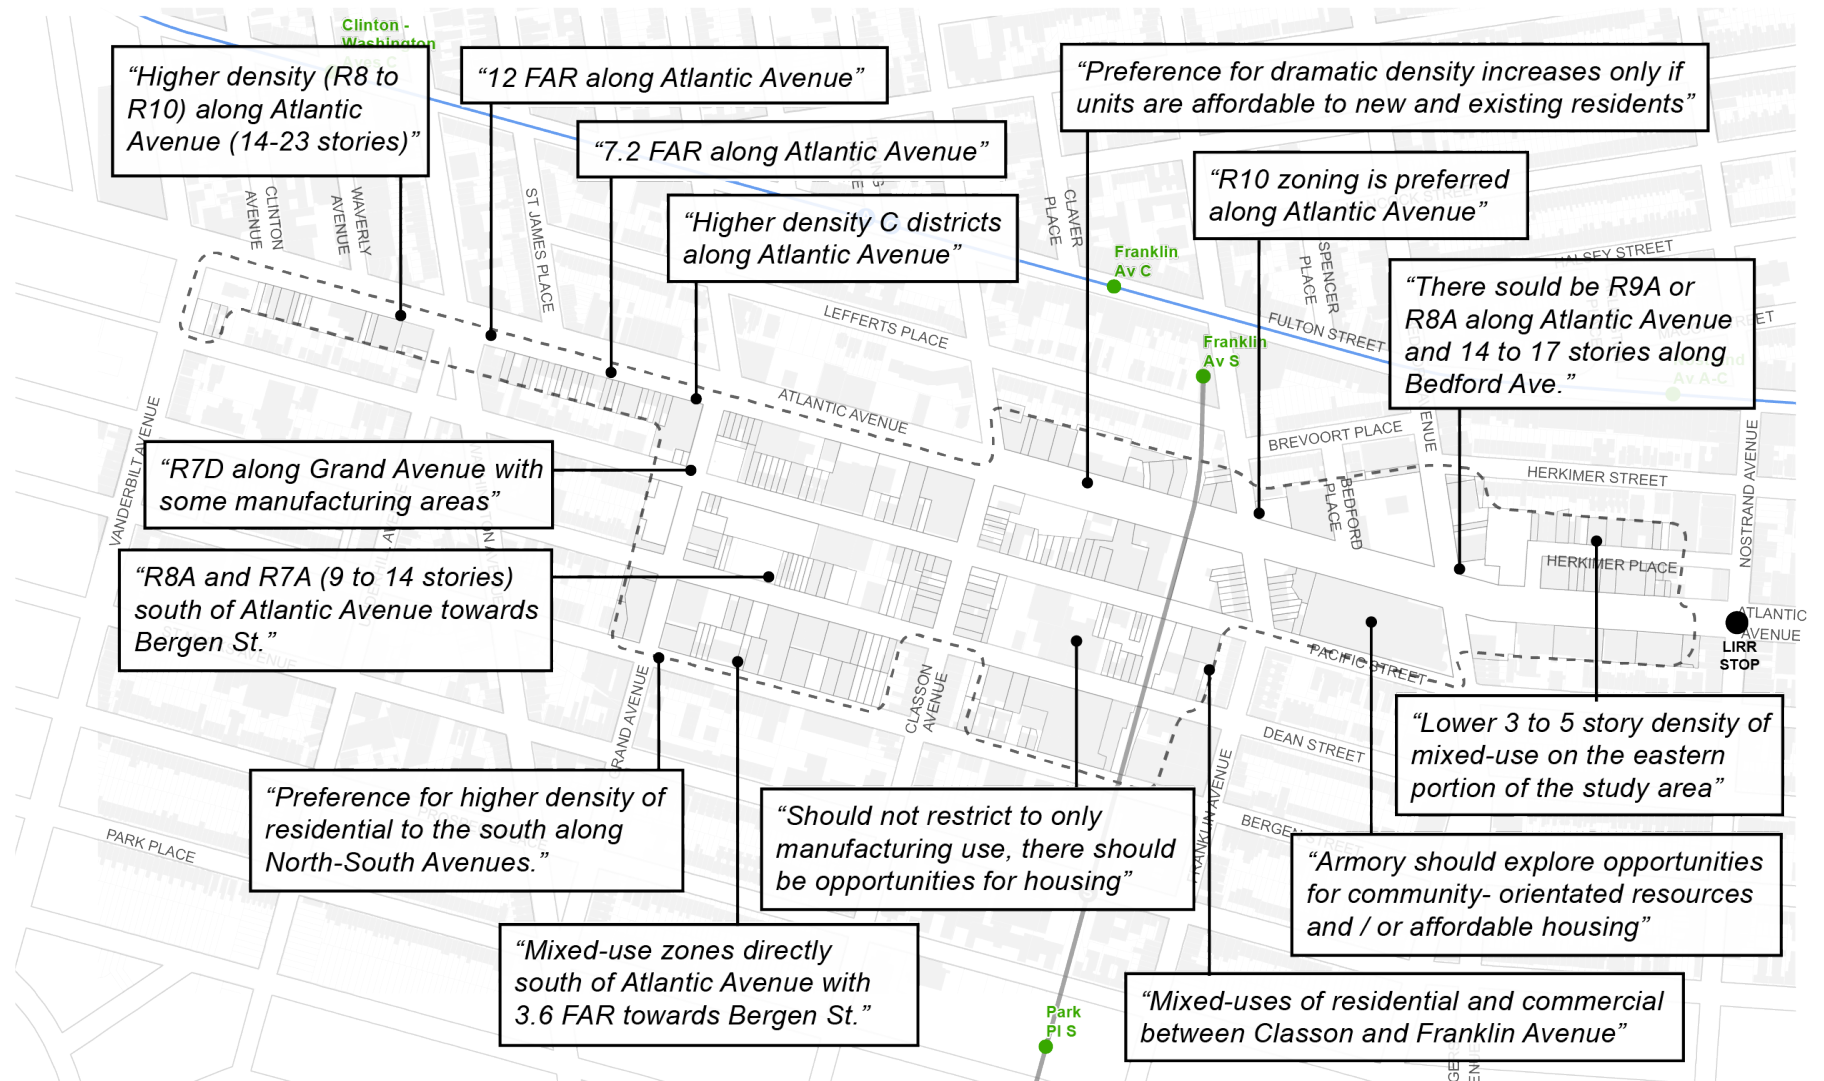 Clinton -
Washington
“Higher density (R8 to
R10) along Atlantic
Avenue (14-23 stories)”
“12 FAR along Atlantic Avenue”
“7.2 FAR along Atlantic Avenue”
“Higher density C districts
along Atlantic Avenue”
“Preference for dramatic density increases only if
units are affordable to new and existing residents”
“R10 zoning is preferred
along Atlantic Avenue”
“There sould be R9A or
R8A along Atlantic Avenue
and 14 to 17 stories along
Bedford Ave.”
CLINTON
AVENUE
WAVERLY
AVENUE
ST JAMES PLACE
CLAVER
PLACE
Franklin
Av C
SPENCER
PLACE
HALSEY STREET
LEFFERTS PLACE
FULTON STREET
Franklin
Av S
Av A-C
ATLANTIC AVENUE
BREVOORT PLACE
HERKIMER STREET
NOSTRAND AVENUE
VANDERBILT AVENUE
BEDFORD
PLACE
HERKIMER PLACE
“R7D along Grand Avenue with
some manufacturing areas”
“R8A and R7A (9 to 14 stories)
south of Atlantic Avenue towards
Bergen St.”
ATLANTIC
AVENUE
LIRR
STOP
PACIFIC STREET
GRAND AVENUE
CLASSON
AVENUE
DEAN STREET
FRANKLIN AVENUE
BERGEN STREET
PARK PLACE
“Lower 3 to 5 story density of
mixed-use on the eastern
portion of the study area”
“Preference for higher density of
residential to the south along
North-South Avenues.”
“Should not restrict to only
manufacturing use, there should
be opportunities for housing”
“Armory should explore opportunities
for community- orientated resources
and / or affordable housing”
“Mixed-use zones directly
south of Atlantic Avenue with
3.6 FAR towards Bergen St.”
“Mixed-uses of residential and commercial
between Classon and Franklin Avenue”
Park
Pl S